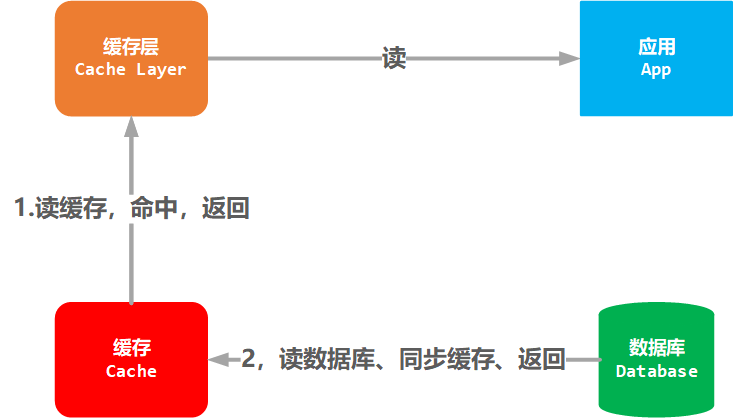 缓存层
Cache Layer
读
应用
App
1.读缓存，命中，返回
缓存
Cache
2，读数据库、同步缓存、返回
数据库
Database